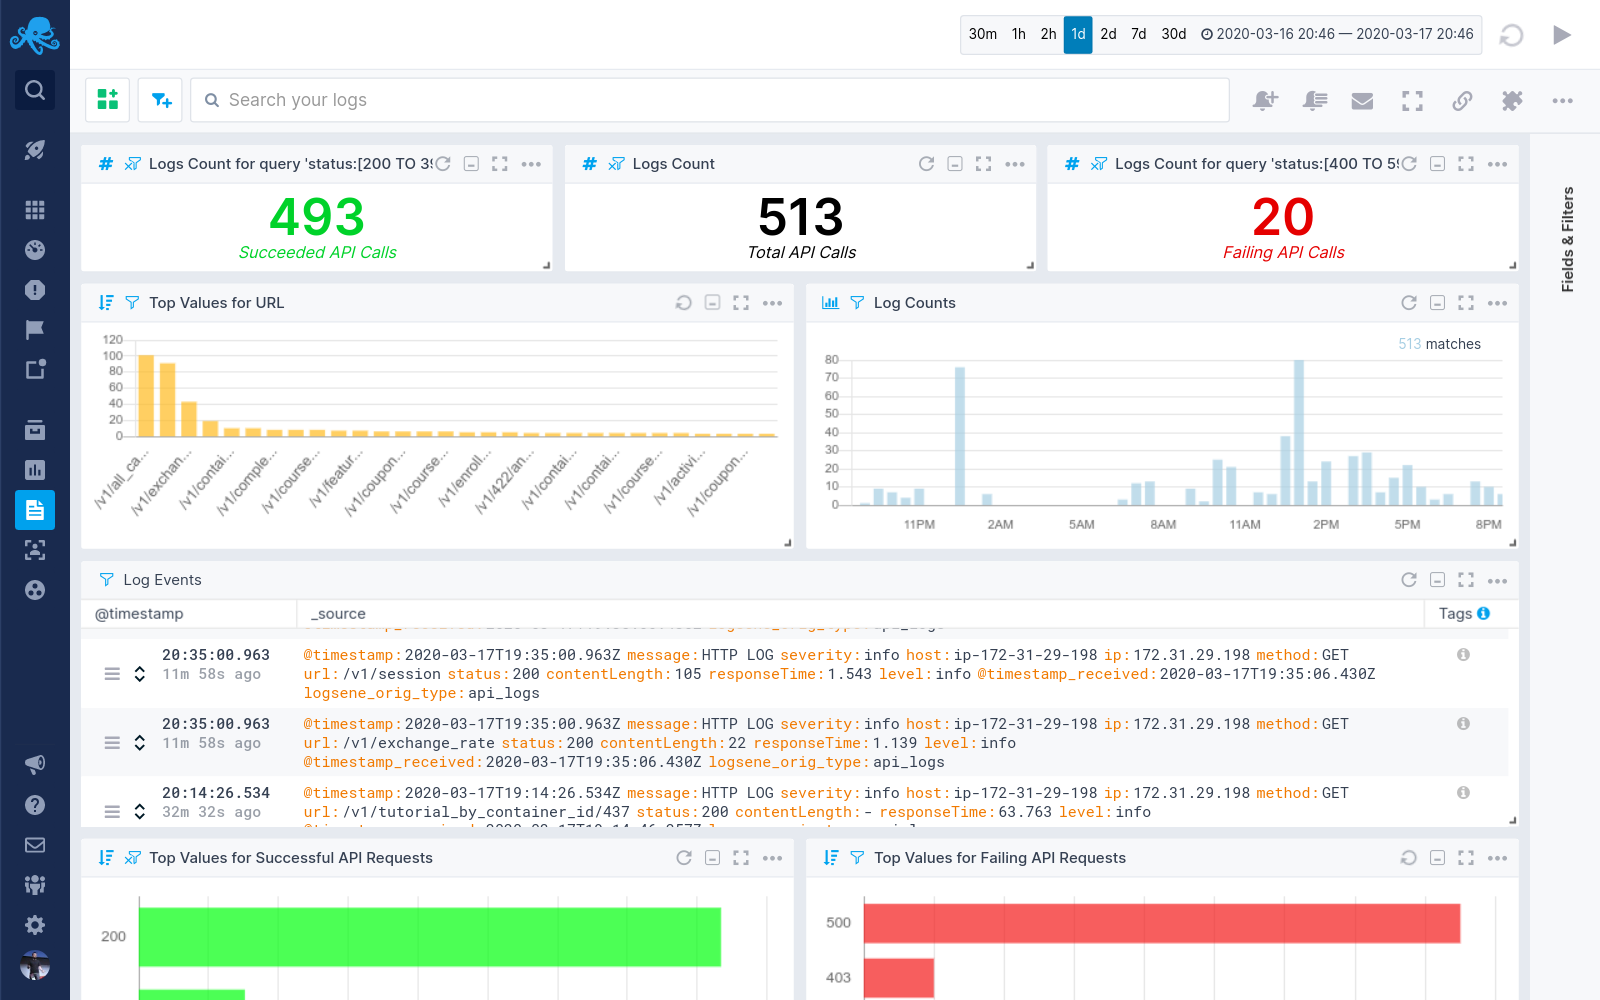 30m 1h 2h 1d 2d 7d 30d 2020-03-16 20:46 — 2020-03-17 20:46
Search your logs
Logs Count for query 'status:[200 TO 39
Logs Count
Logs Count for query 'status:[400 TO 59
493
Succeeded API Calls
513
Total API Calls
20
Failing API Calls
Fields & Filters
Top Values for URL
120
100
80
60
40
20
0
/v1/all_ca...
/v1/exchan...
/v1/contai...
/v1/comple...
/v1/course...
/v1/featur...
/v1/coupon...
/v1/course...
/v1/enroll...
/v1/422/an...
/v1/contai...
/v1/contai...
/v1/course...
/v1/activi...
/v1/coupon...
Log Counts
513 matches
80
70
60
50
40
30
20
10
0
11PM 2AM 5AM 8AM 11AM 2PM 5PM 8PM
Log Events
@timestamp _source Tags
20:35:00.963
11m 58s ago
@timestamp:2020-03-17T19:35:00.963Z message:HTTP LOG severity:info host:ip-172-31-29-198 ip:172.31.29.198 method:GET
url:/v1/session status:200 contentLength:105 responseTime:1.543 level:info @timestamp_received:2020-03-17T19:35:06.430Z
logsene_orig_type:api_logs
20:35:00.963
11m 58s ago
@timestamp:2020-03-17T19:35:00.963Z message:HTTP LOG severity:info host:ip-172-31-29-198 ip:172.31.29.198 method:GET
url:/v1/exchange_rate status:200 contentLength:22 responseTime:1.139 level:info
@timestamp_received:2020-03-17T19:35:06.430Z logsene_orig_type:api_logs
20:14:26.534
32m 32s ago
@timestamp:2020-03-17T19:14:26.534Z message:HTTP LOG severity:info host:ip-172-31-29-198 ip:172.31.29.198 method:GET
url:/v1/tutorial_by_container_id/437 status:200 contentLength:- responseTime:63.763 level:info
Top Values for Successful API Requests
200
Top Values for Failing API Requests
500
403